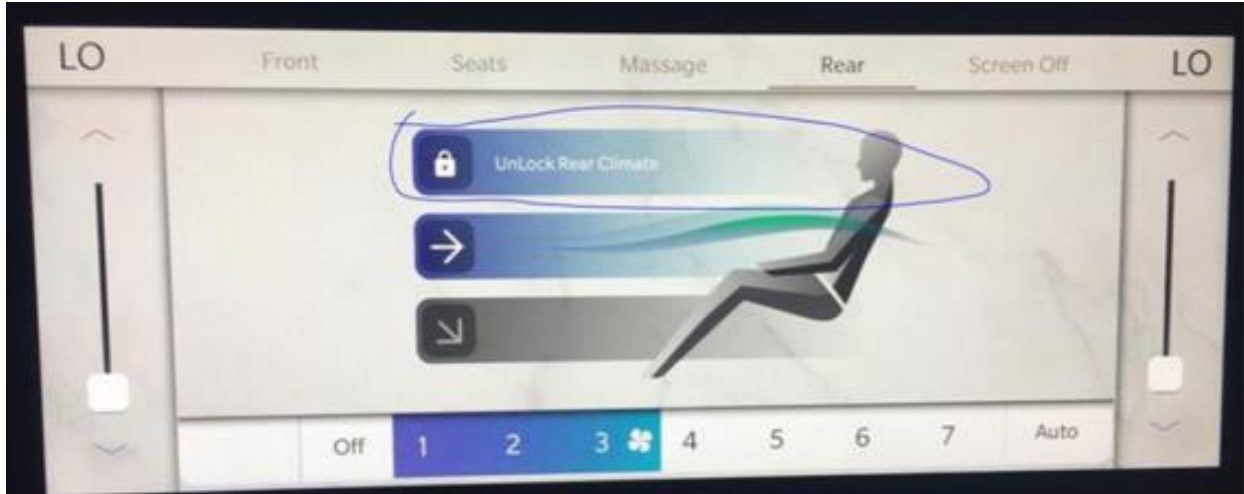 LO Front Seats Massage Rear Screen Off LO
UnLock Rear Climate
Off 1 2 3 4 5 6 7 Auto